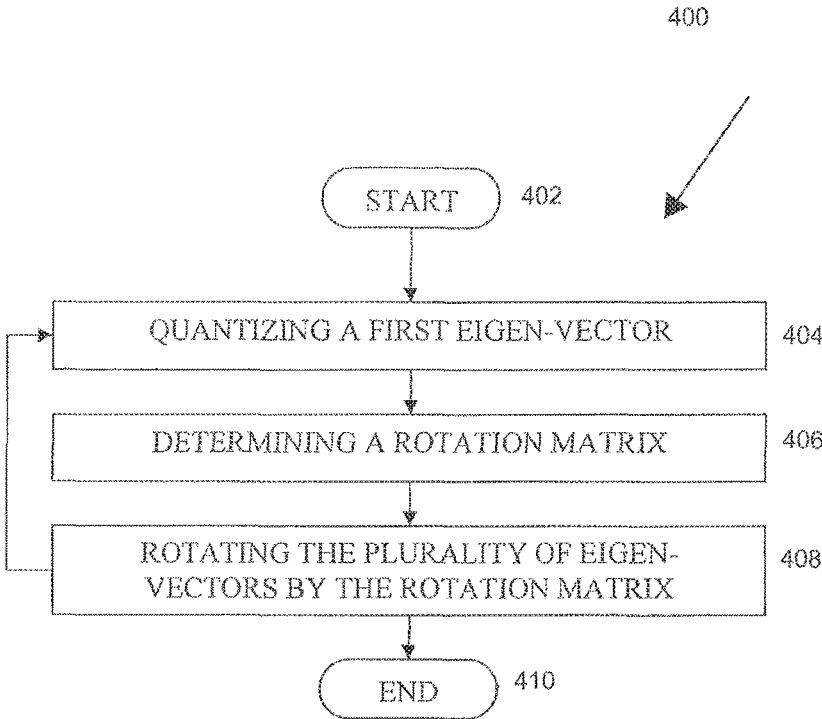 400
START 402
QUANTIZING A FIRST EIGEN-VECTOR 404
DETERMINING A ROTATION MATRIX 406
ROTATING THE PLURALITY OF EIGEN-
VECTORS BY THE ROTATION MATRIX 408
END 410